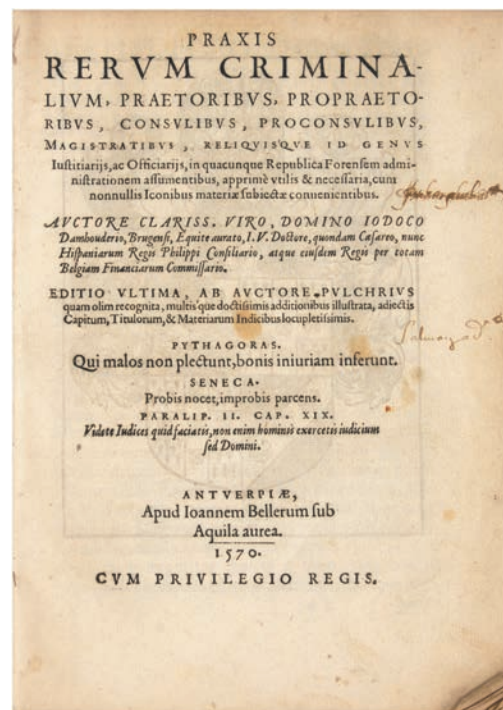 PRAXIS
RERVM CRIMINA-
LIVM, PRAETORIBVS, PROPRAETO-
RIBVS, CONSVLIBVS, PROCONSVLIBVS,
MAGISTRATIBVS, RELIQVISQVE ID GENVS
Iustitiarijs, ac Officiarijs, in quacunque Republica Forensem admi-
nistrationem assumentibus, apprimè vtilis & necessaria, cum
nonnullis Iconibus materiæ subiectæ conuenientibus.
AVCTORE CLARISS. VIRO, DOMINO IODOCO
Damhouderio, Brugensi, Equite aurato, I.V. Doctore, quondam Cæsareo, nunc
Hispaniarum Regis Philippi Consiliario, atque eiusdem Regis per totam
Belgiam Financiarum Commissario.
EDITIO VLTIMA, AB AVCTORE PVLCHRIVS
quam olim recognita, multis que doctissimis additionibus illustrata, adiectis
Capitum, Titulorum, & Materiarum Indicibus locupletissimis.
PYTHAGORAS.
Qui malos non plectunt, bonis iniuriam inferunt.
SENECA.
Probis nocet, improbis parcens.
PARALIP. II. CAP. XIX.
Videte Iudices quid faciatis, non enim hominis exercetis iudicium
sed Domini.
ANTVERPIÆ,
Apud Ioannem Bellerum sub
Aquila aurea.
1570.
CVM PRIVILEGIO REGIS.